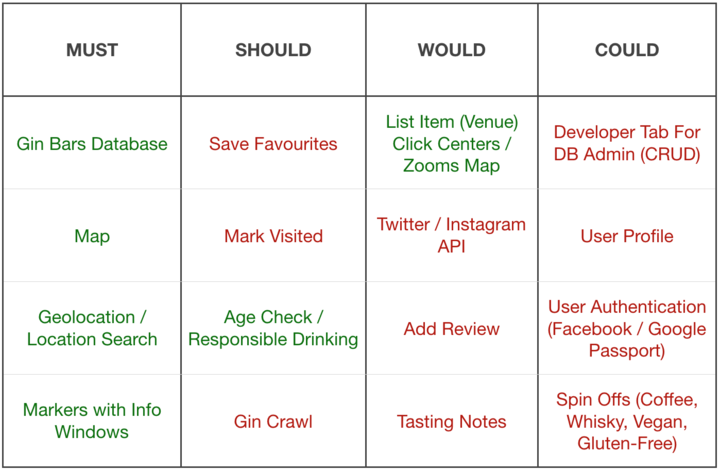 MUST
SHOULD
WOULD
COULD
Gin Bars Database
Save Favourites
List Item (Venue)
Click Centers /
Zooms Map
Developer Tab For
DB Admin (CRUD)
Map
Mark Visited
Twitter / Instagram
API
User Profile
Geolocation /
Location Search
Age Check /
Responsible Drinking
Add Review
User Authentication
(Facebook / Google
Passport)
Markers with Info
Windows
Gin Crawl
Tasting Notes
Spin Offs (Coffee,
Whisky, Vegan,
Gluten-Free)